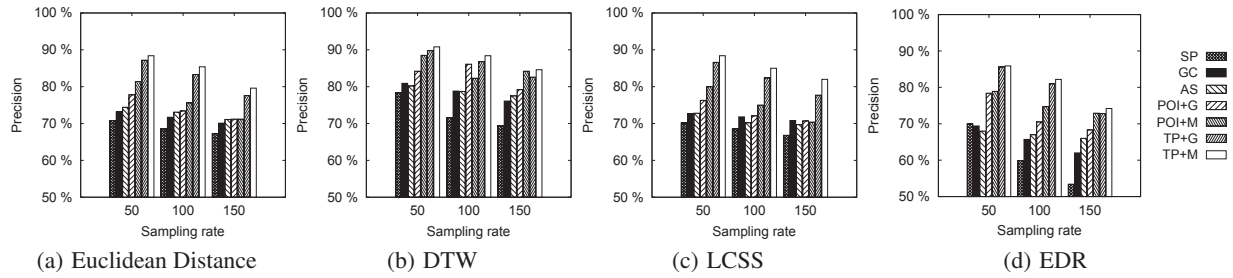 100 %
90 %
80 %
70 %
60 %
50 %
Precision
50 100 150
Sampling rate
(a) Euclidean Distance
100 %
90 %
80 %
70 %
60 %
50 %
Precision
50 100 150
Sampling rate
(b) DTW
100 %
90 %
80 %
70 %
60 %
50 %
Precision
50 100 150
Sampling rate
(c) LCSS
100 %
90 %
80 %
70 %
60 %
50 %
Precision
50 100 150
Sampling rate
(d) EDR
SP
GC
AS
POI+G
POI+M
TP+G
TP+M